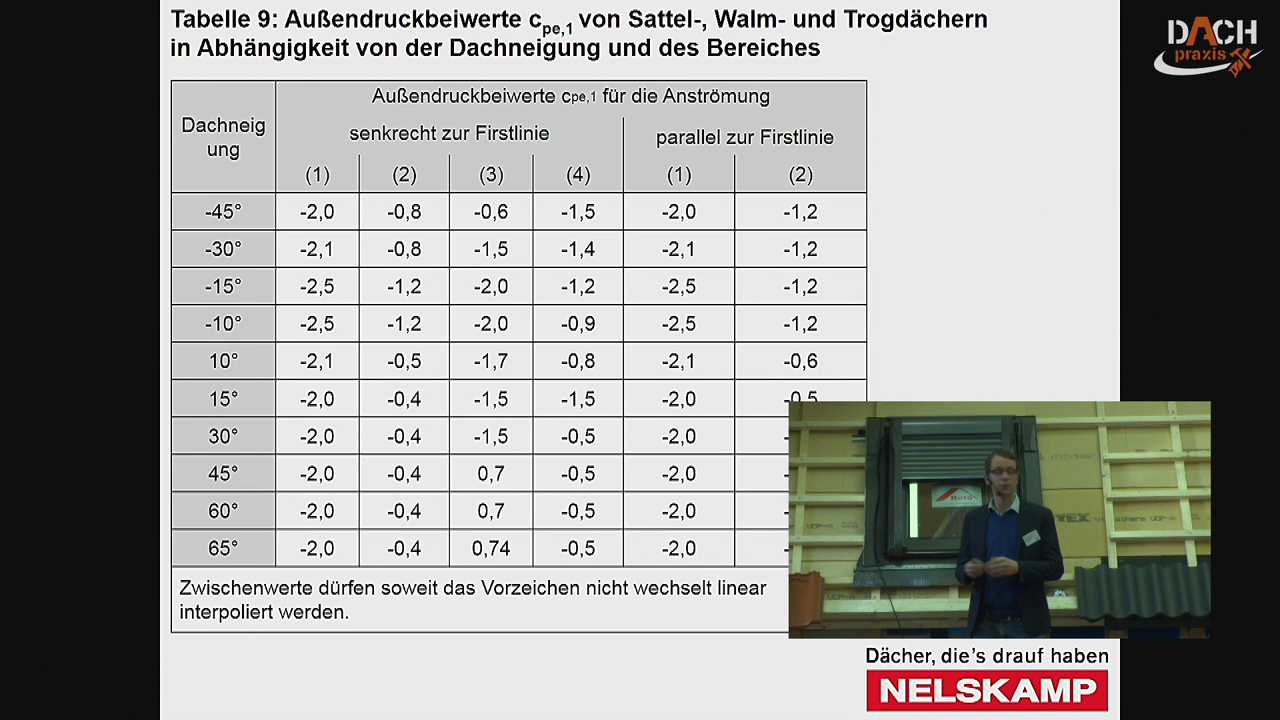 Tabelle 9: Außendruckbeiwerte cpe,1 von Sattel-, Walm- und Trogdächern
in Abhängigkeit von der Dachneigung und des Bereiches
DACH
praxis
Außendruckbeiwerte cpe,1 für die Anströmung
Dachneig
ung
senkrecht zur Firstlinie
parallel zur Firstlinie
(1) (2) (3) (4) (1) (2)
-45° -2,0 -0,8 -0,6 -1,5 -2,0 -1,2
-30° -2,1 -0,8 -1,5 -1,4 -2,1 -1,2
-15° -2,5 -1,2 -2,0 -1,2 -2,5 -1,2
-10° -2,5 -1,2 -2,0 -0,9 -2,5 -1,2
10° -2,1 -0,5 -1,7 -0,8 -2,1 -0,6
15° -2,0 -0,4 -1,5 -1,5 -2,0 -0,5
30° -2,0 -0,4 -1,5 -0,5 -2,0
45° -2,0 -0,4 0,7 -0,5 -2,0
60° -2,0 -0,4 0,7 -0,5 -2,0
65° -2,0 -0,4 0,74 -0,5 -2,0
Zwischenwerte dürfen soweit das Vorzeichen nicht wechselt linear
interpoliert werden.
Roto
Dächer, die's drauf haben
NELSKAMP